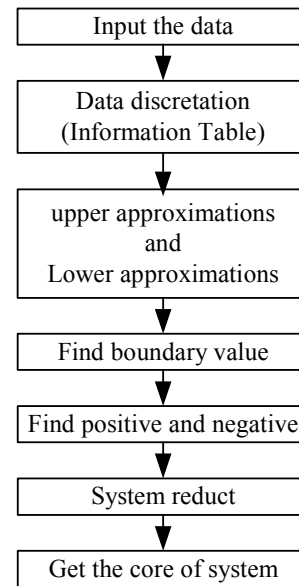 Input the data
Data discretation
(Information Table)
upper approximations
and
Lower approximations
Find boundary value
Find positive and negative
System reduct
Get the core of system